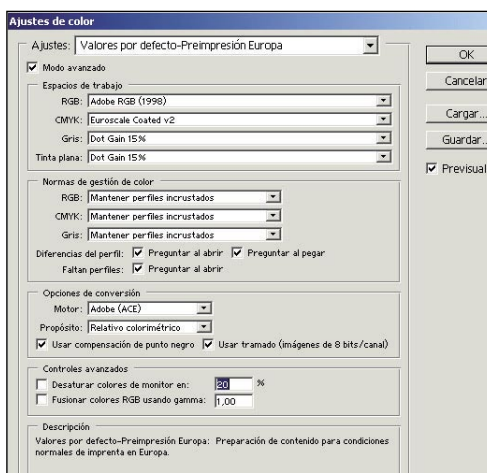 Ajustes de color
Ajustes: Valores por defecto-Preimpresión Europa
OK
Modo avanzado
Cancelar
Espacios de trabajo
RGB: Adobe RGB (1998)
Cargar...
CMYK: Euroscale Coated v2
Gris: Dot Gain 15%
Guardar..
Tinta plana: Dot Gain 15%
Previsual
Normas de gestión de color
RGB: Mantener perfiles incrustados
CMYK: Mantener perfiles incrustados
Gris: Mantener perfiles incrustados
Diferencias del perfil: Preguntar al abrir Preguntar al pegar
Faltan perfiles: Preguntar al abrir
Opciones de conversión
Motor: Adobe (ACE)
Propósito: Relativo colorimétrico
Usar compensación de punto negro Usar tramado (imágenes de 8 bits/canal)
Controles avanzados
Desaturar colores de monitor en: 20 %
Fusionar colores RGB usando gamma: 1,00
Descripción
Valores por defecto-Preimpresión Europa: Preparación de contenido para condiciones
normales de imprenta en Europa.